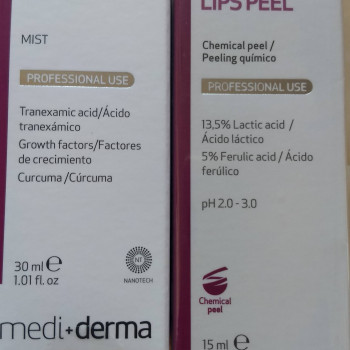 MIST
PROFESSIONAL USE
Tranexamic acid/Ácido
tranexámico
Growth factors/Factores
de crecimiento
Curcuma/Cúrcuma
30 ml ℮
1.01 fl. oz
NT
NANOTECH
medi+derma
LIPS PEEL
Chemical peel /
Peeling químico
PROFESSIONAL USE
13,5% Lactic acid /
Ácido láctico
5% Ferulic acid / Ácido
ferúlico
pH 2.0 - 3.0
Chemical
peel
15 ml ℮